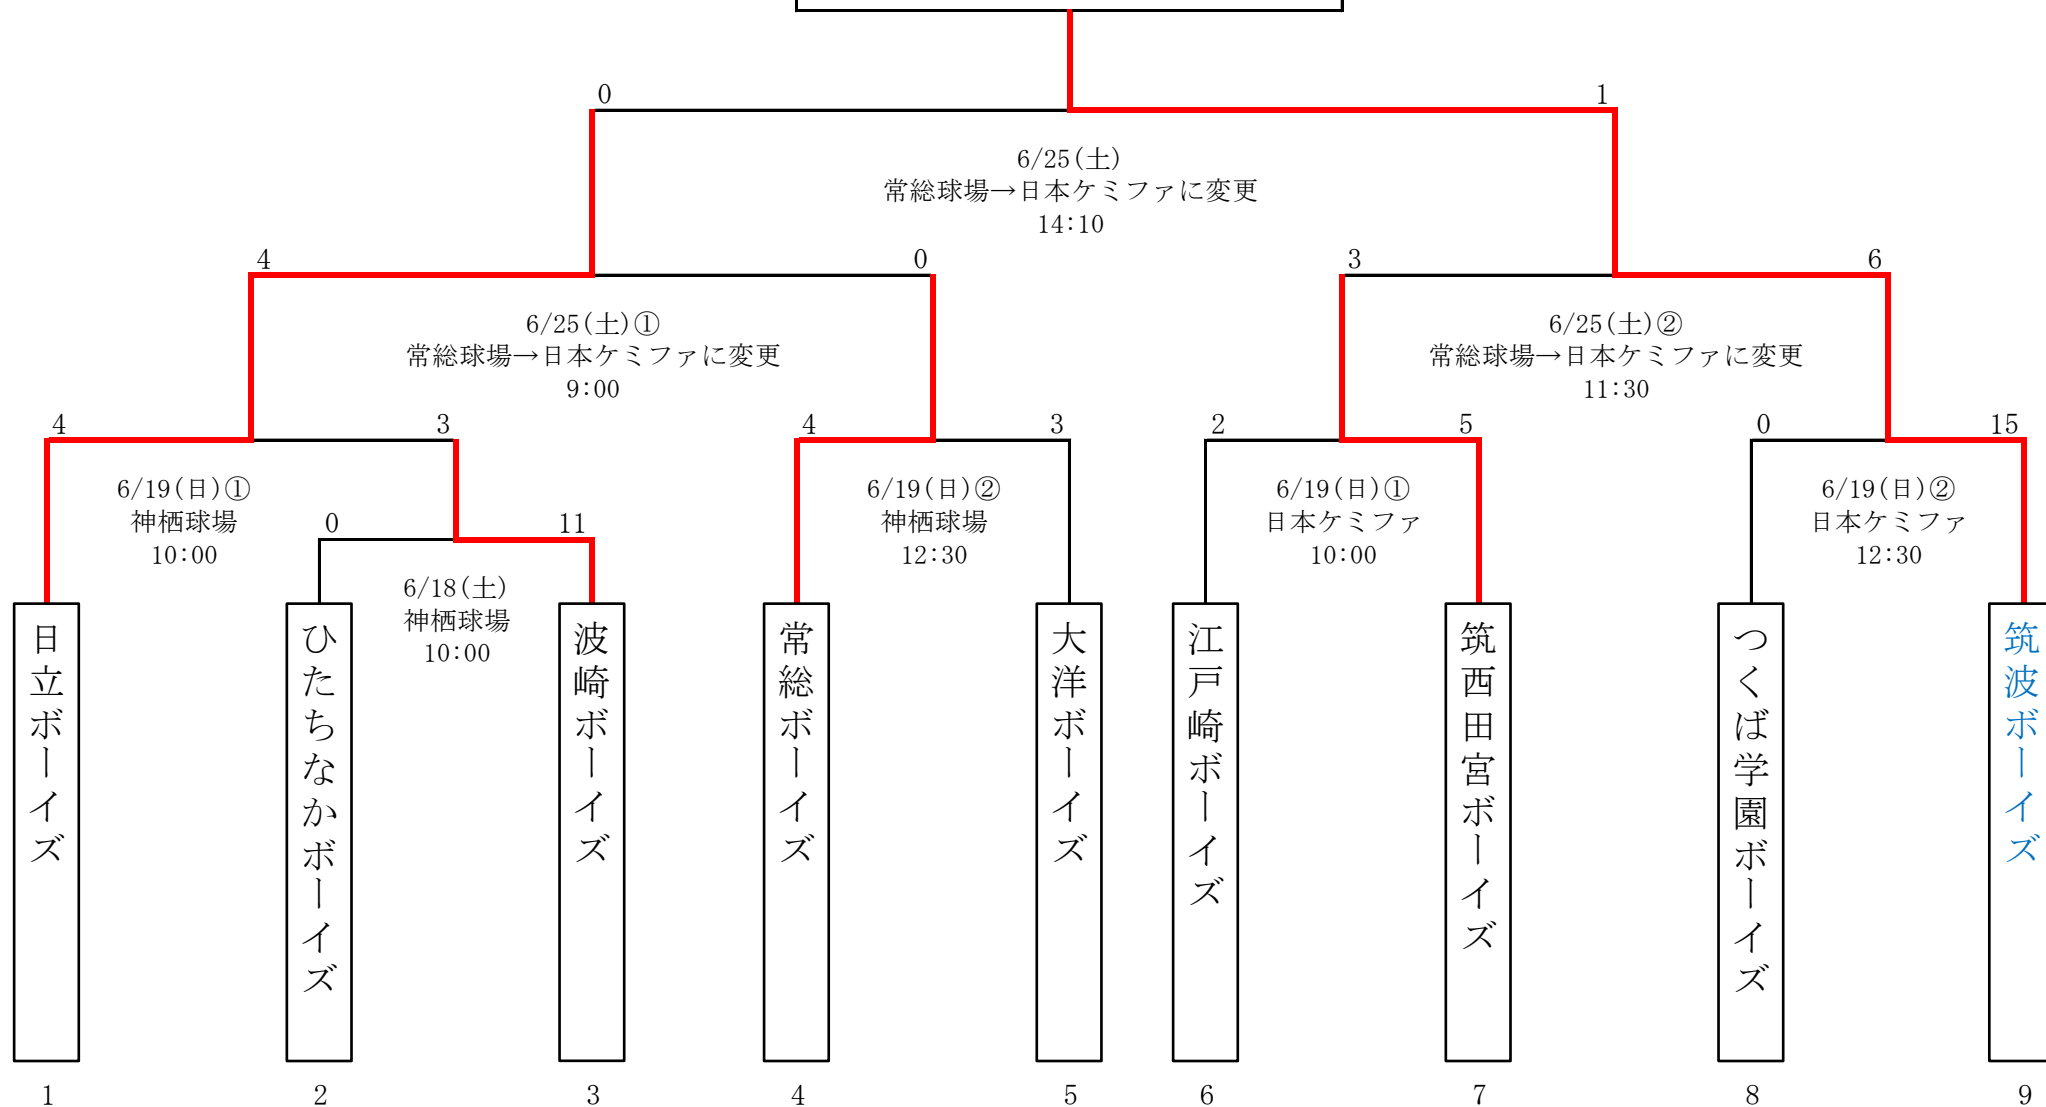 0
1
6/25(土)
常総球場→日本ケミファに変更
14:10
4
0
3
6
6/25(土)①
常総球場→日本ケミファに変更
9:00
6/25(土)②
常総球場→日本ケミファに変更
11:30
4
3
4
3
2
5
0
15
6/19(日)①
神栖球場
10:00
0
11
6/18(土)
神栖球場
10:00
6/19(日)②
神栖球場
12:30
6/19(日)①
日本ケミファ
10:00
6/19(日)②
日本ケミファ
12:30
日立ボーイズ
ひたちなかボーイズ
波崎ボーイズ
常総ボーイズ
大洋ボーイズ
江戸崎ボーイズ
筑西田宮ボーイズ
つくば学園ボーイズ
筑波ボーイズ
1
2
3
4
5
6
7
8
9